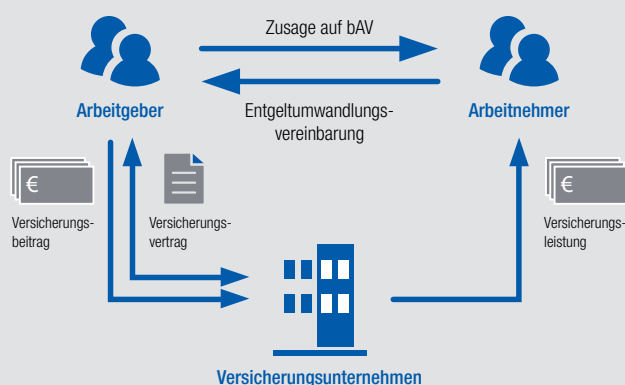 Zusage auf bAV
Arbeitgeber
Entgeltumwandlungs-
vereinbarung
Arbeitnehmer
€
Versicherungs-
beitrag
Versicherungs-
vertrag
€
Versicherungs-
leistung
Versicherungsunternehmen